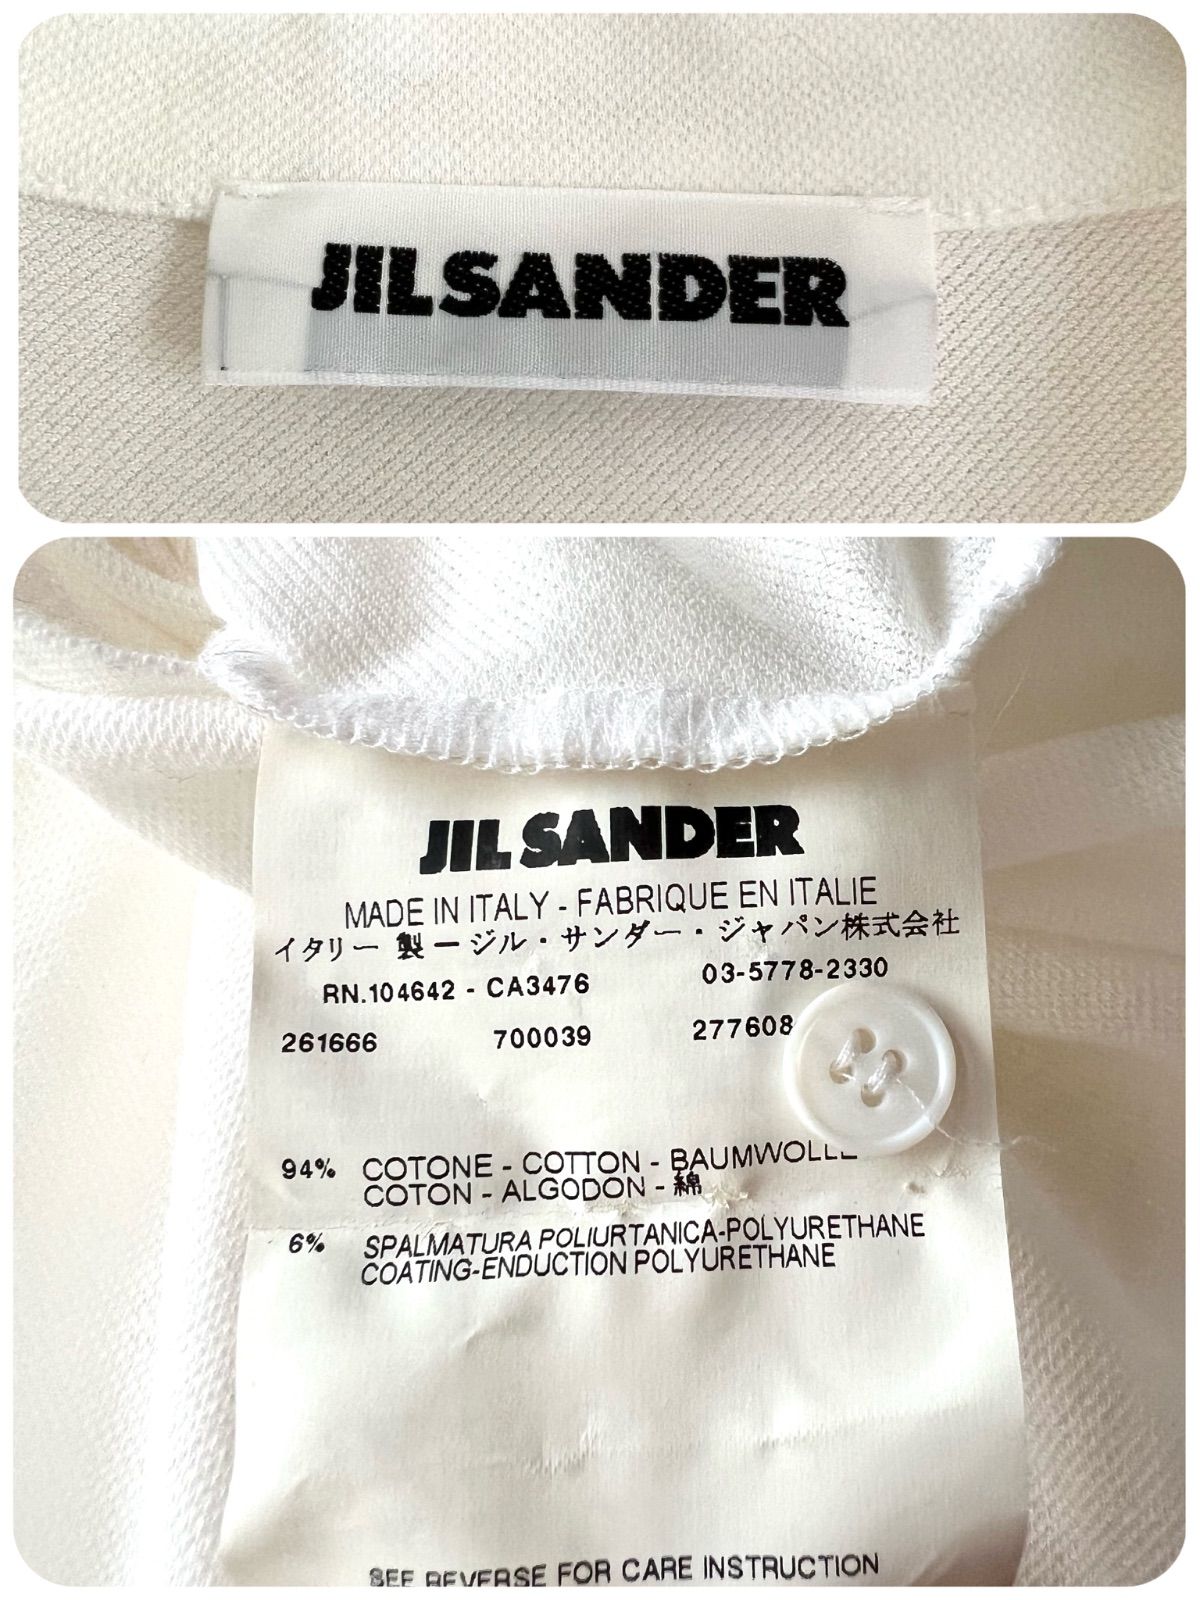 JIL SANDER
JIL SANDER
MADE IN ITALY - FABRIQUE EN ITALIE
イタリー 製 ー ジル・サンダー・ジャパン株式会社
RN.104642 - CA3476 03-5778-2330
261666 700039 277608
94% COTONE - COTTON - BAUMWOLLE
COTON - ALGODON - 綿
6% SPALMATURA POLIURTANICA-POLYURETHANE
COATING-ENDUCTION POLYURETHANE
SEE REVERSE FOR CARE INSTRUCTION